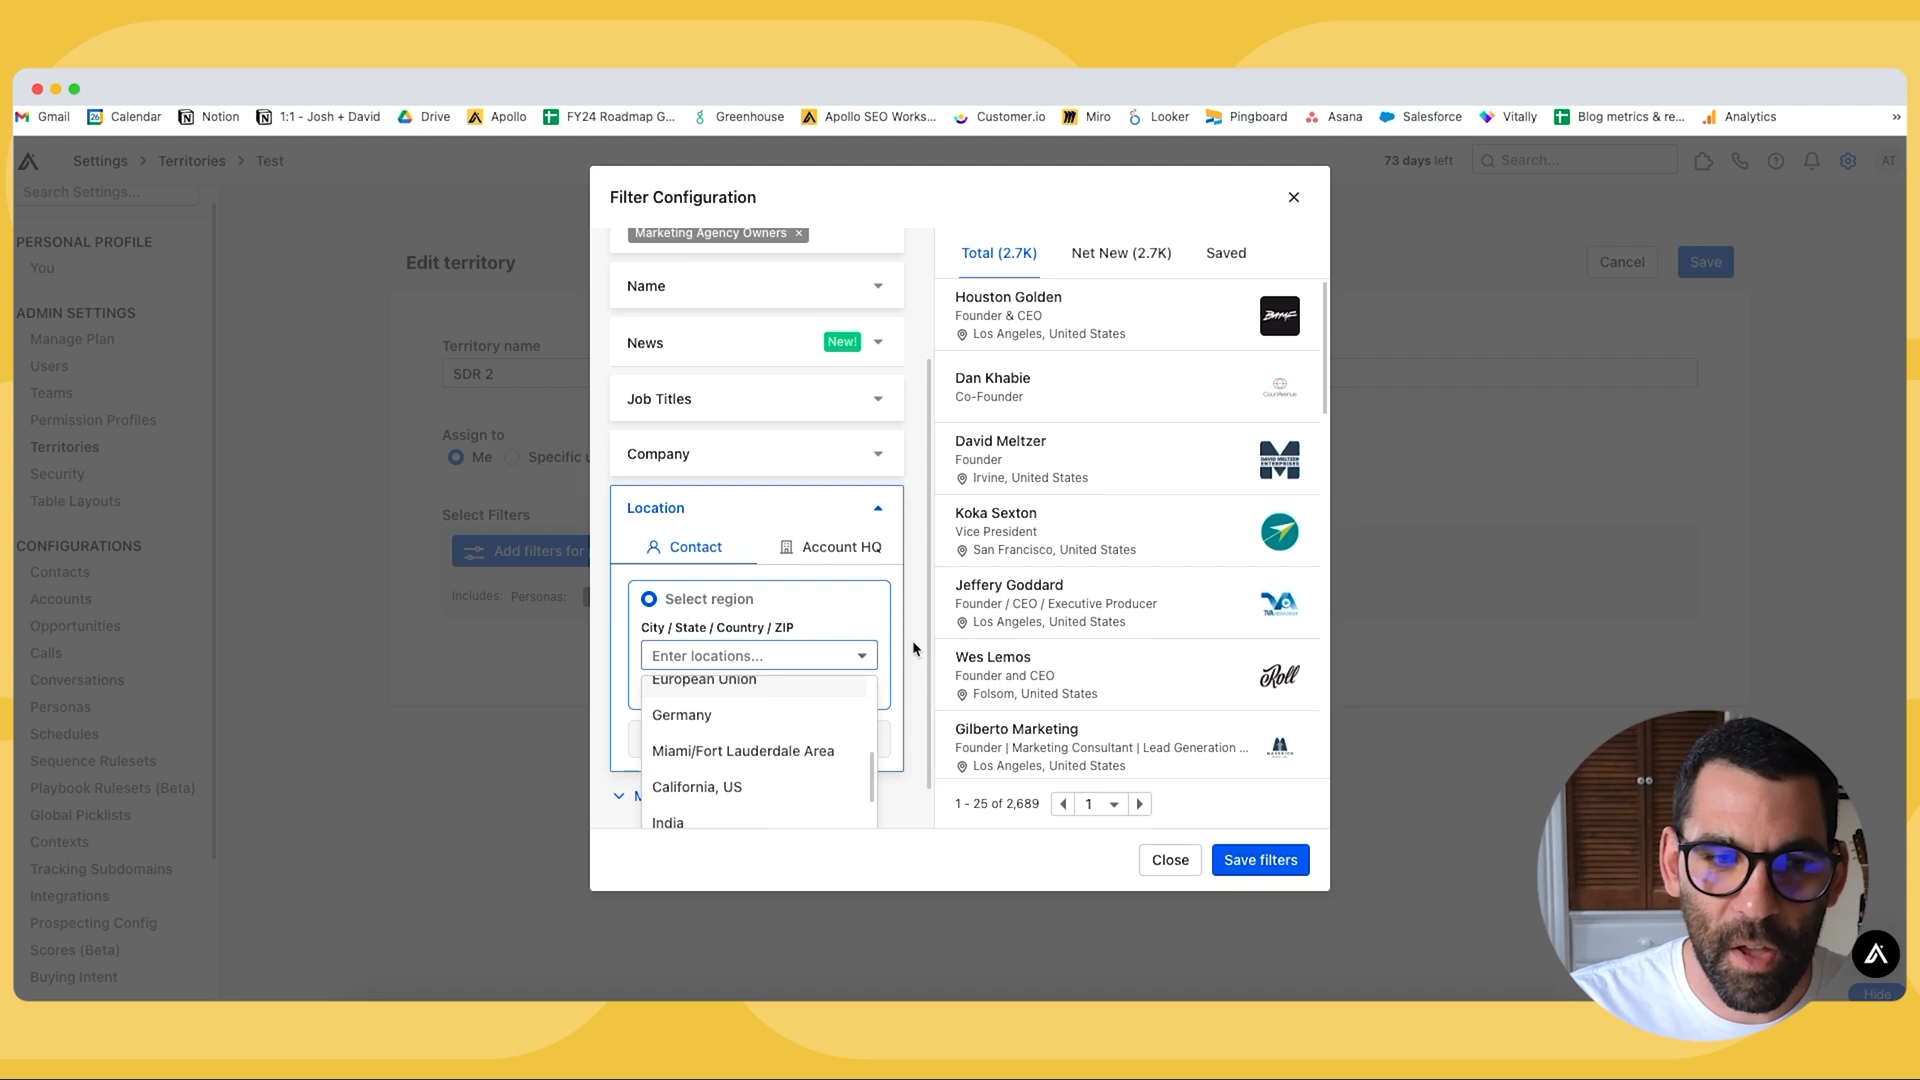 Gmail
Calendar
Notion
1:1 - Josh + David
Drive
Apollo
FY24 Roadmap G...
Greenhouse
Apollo SEO Works...
Customer.io
Miro
Looker
Pingboard
Asana
Salesforce
Vitally
Blog metrics & re...
Analytics
»
Settings > Territories > Test
73 days left
Search...
AT
Search Settings...
PERSONAL PROFILE
You
ADMIN SETTINGS
Manage Plan
Users
Teams
Permission Profiles
Territories
Security
Table Layouts
CONFIGURATIONS
Contacts
Accounts
Opportunities
Calls
Conversations
Personas
Schedules
Sequence Rulesets
Playbook Rulesets (Beta)
Global Picklists
Contexts
Tracking Subdomains
Integrations
Prospecting Config
Scores (Beta)
Buying Intent
Edit territory
Cancel
Save
Territory name
SDR 2
Assign to
Me
Specific u
Select Filters
Add filters for
Includes: Personas:
Filter Configuration
Marketing Agency Owners ×
Name
News
New!
Job Titles
Company
Location
Contact
Account HQ
Select region
City / State / Country / ZIP
Enter locations...
European Union
Germany
Miami/Fort Lauderdale Area
California, US
India
Total (2.7K)
Net New (2.7K)
Saved
Houston Golden
Founder & CEO
Los Angeles, United States
Dan Khabie
Co-Founder
David Meltzer
Founder
Irvine, United States
DAVID MELTZER
ENTERPRISES
Koka Sexton
Vice President
San Francisco, United States
Jeffery Goddard
Founder / CEO / Executive Producer
Los Angeles, United States
Wes Lemos
Founder and CEO
Folsom, United States
Roll
Gilberto Marketing
Founder | Marketing Consultant | Lead Generation ...
Los Angeles, United States
1 - 25 of 2,689
1
Close
Save filters
Hide